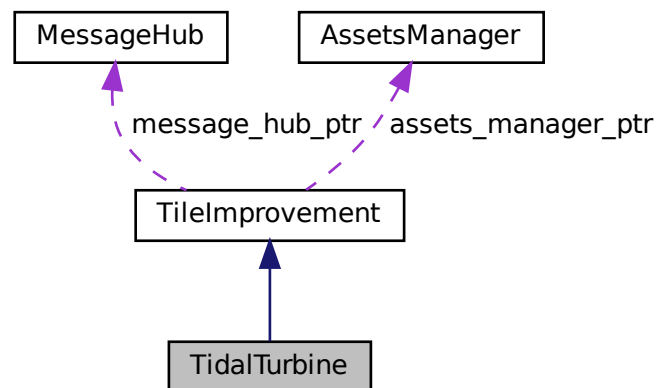 MessageHub
AssetsManager
message_hub_ptr
assets_manager_ptr
TileImprovement
TidalTurbine